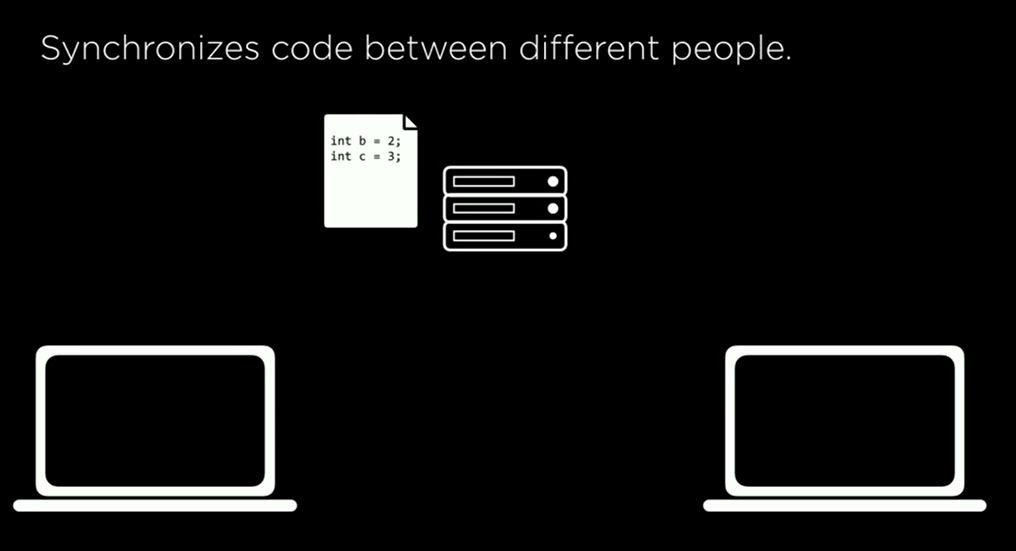 Synchronizes code between different people.
int b = 2;
int c = 3;